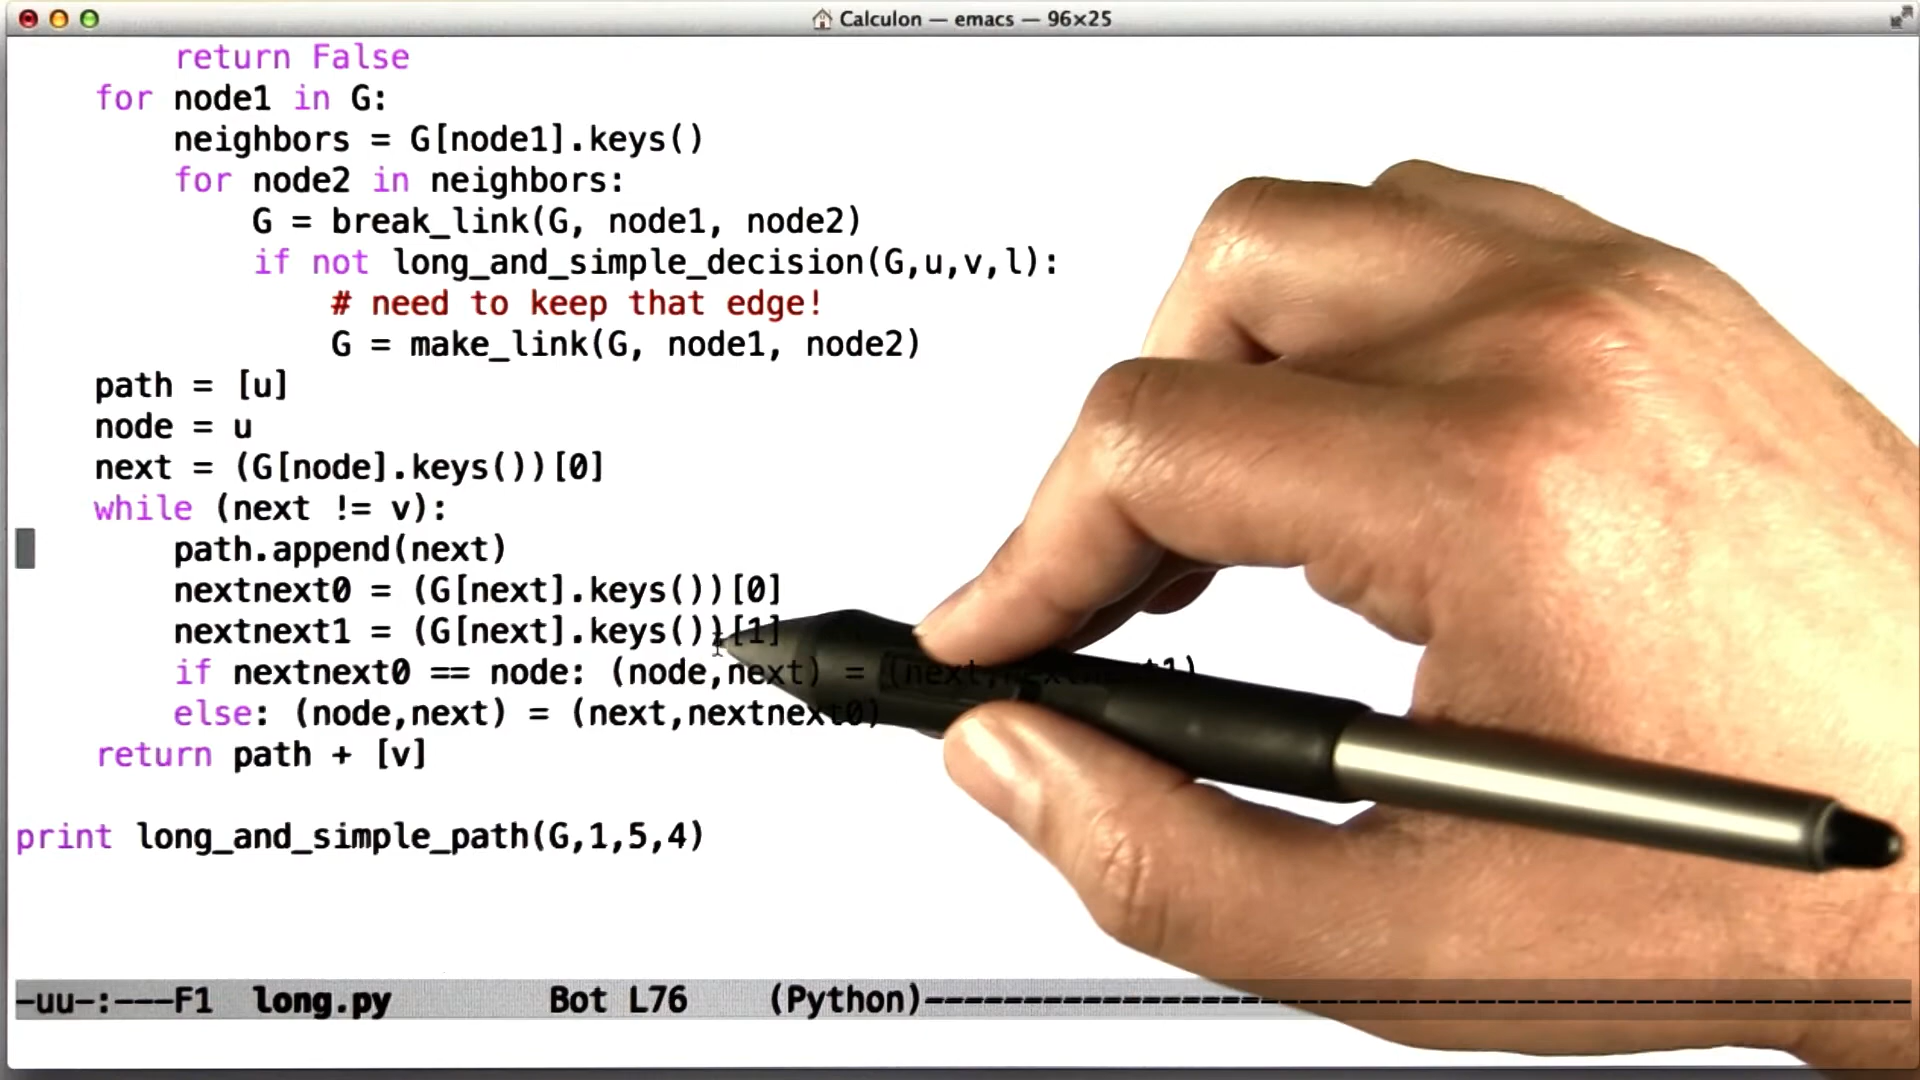 Calculon — emacs — 96×25
return False
for node1 in G:
neighbors = G[node1].keys()
for node2 in neighbors:
G = break_link(G, node1, node2)
if not long_and_simple_decision(G,u,v,l):
# need to keep that edge!
G = make_link(G, node1, node2)
path = [u]
node = u
next = (G[node].keys())[0]
while (next != v):
path.append(next)
nextnext0 = (G[next].keys())[0]
nextnext1 = (G[next].keys())[1]
if nextnext0 == node: (node,next) = (next,nextnext1)
else: (node,next) = (next,nextnext0)
return path + [v]
print long_and_simple_path(G,1,5,4)
-uu-:---F1 long.py Bot L76 (Python)--------------------------------------------------